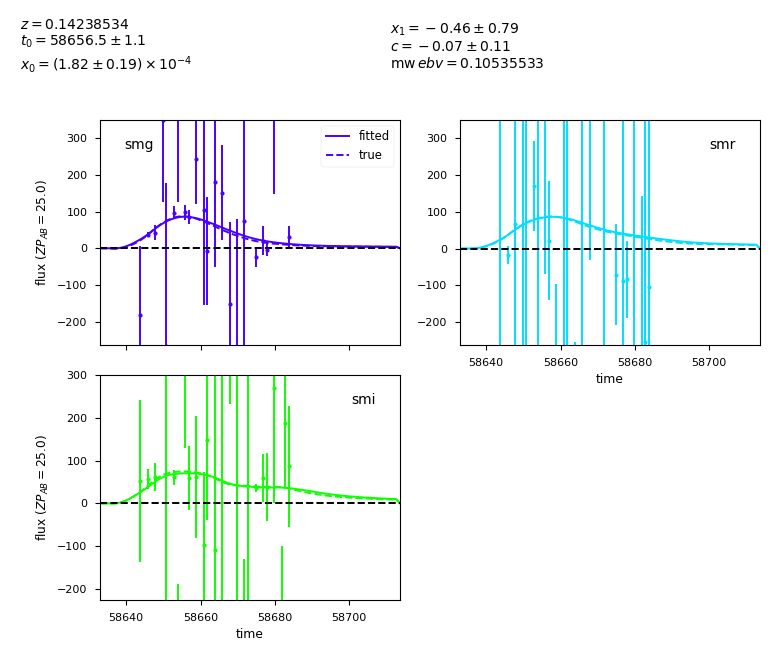 z = 0.14238534
t₀ = 58656.5 ± 1.1
x₀ = (1.82 ± 0.19) × 10⁻⁴
x₁ = −0.46 ± 0.79
c = −0.07 ± 0.11
mw ebv = 0.10535533
smg
fitted
true
300
200
100
0
−100
−200
flux (ZP_AB = 25.0)
smr
300
200
100
0
−100
−200
58640
58660
58680
58700
time
smi
300
200
100
0
−100
−200
flux (ZP_AB = 25.0)
58640
58660
58680
58700
time